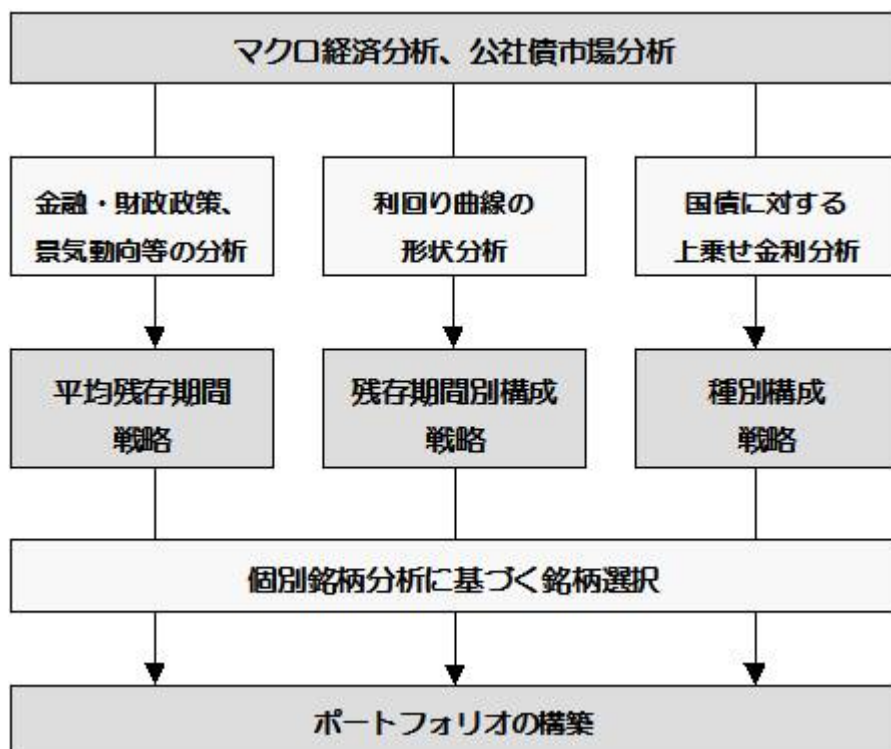 マクロ経済分析、公社債市場分析
金融・財政政策、
景気動向等の分析
利回り曲線の
形状分析
国債に対する
上乗せ金利分析
平均残存期間
戦略
残存期間別構成
戦略
種別構成
戦略
個別銘柄分析に基づく銘柄選択
ポートフォリオの構築